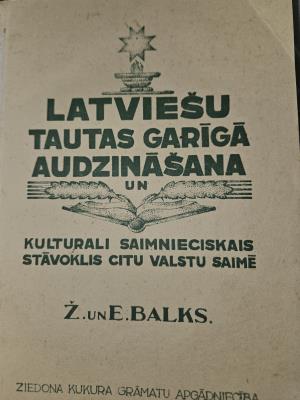 LATVIEŠU
TAUTAS GARĪGĀ
AUDZINĀŠANA
UN
KULTURALI SAIMNIECISKAIS
STĀVOKLIS CITU VALSTU SAIMĒ
Ž. UN E. BALKS.
ZIEDONA KUKURA GRĀMATU APGĀDNIECĪBA